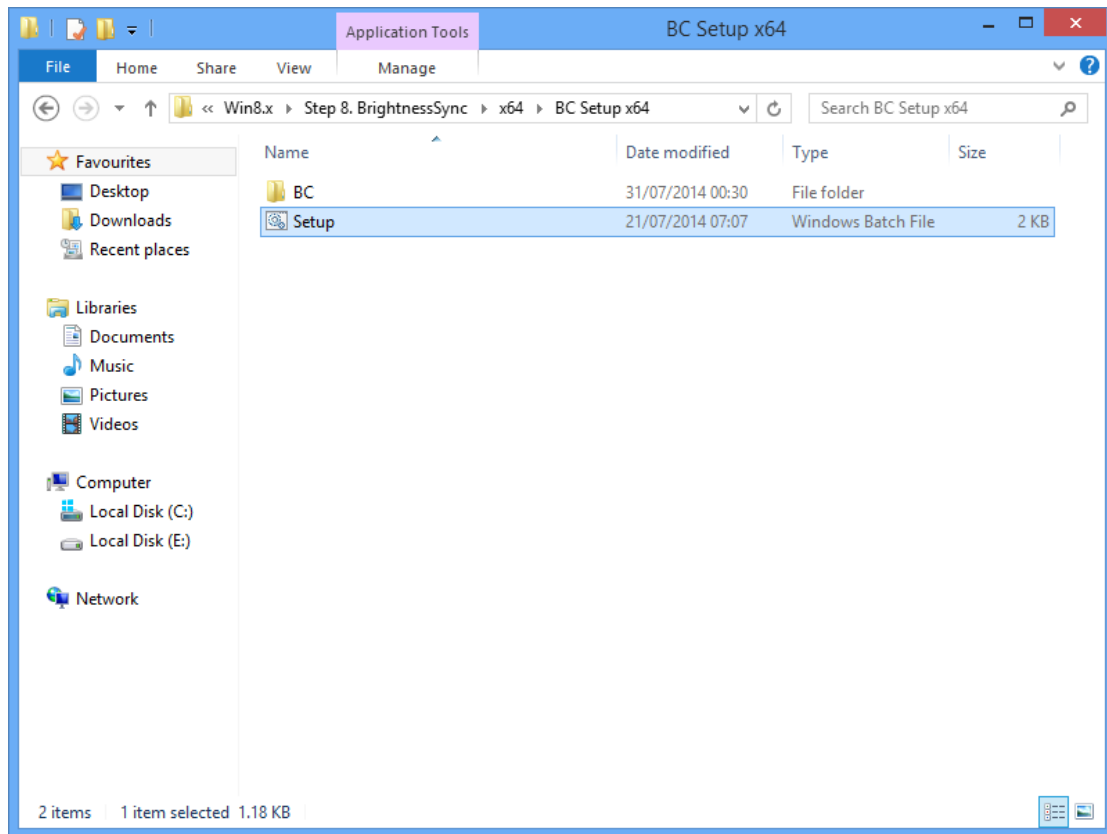 Application Tools
BC Setup x64
File
Home
Share
View
Manage
« Win8.x ▸ Step 8. BrightnessSync ▸ x64 ▸ BC Setup x64
Search BC Setup x64
Favourites
Desktop
Downloads
Recent places
Libraries
Documents
Music
Pictures
Videos
Computer
Local Disk (C:)
Local Disk (E:)
Network
Name Date modified Type Size
BC 31/07/2014 00:30 File folder
Setup 21/07/2014 07:07 Windows Batch File 2 KB
2 items 1 item selected 1.18 KB